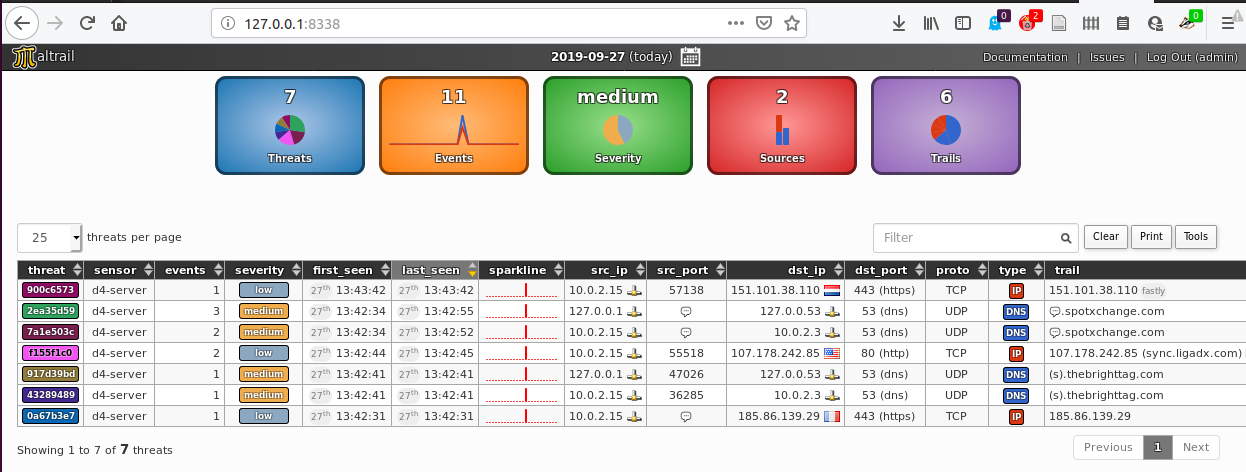 127.0.0.1:8338
0
2
0
altrail
2019-09-27 (today)
Documentation | Issues | Log Out (admin)
7
Threats
11
Events
medium
Severity
2
Sources
6
Trails
25 threats per page
Filter
Clear
Print
Tools
threat sensor events severity first_seen last_seen sparkline src_ip src_port dst_ip dst_port proto type trail
900c6573 d4-server 1 low 27th 13:43:42 27th 13:43:42 10.0.2.15 57138 151.101.38.110 443 (https) TCP IP 151.101.38.110 fastly
2ea35d59 d4-server 3 medium 27th 13:42:34 27th 13:42:55 127.0.0.1 127.0.0.53 53 (dns) UDP DNS .spotxchange.com
7a1e503c d4-server 2 medium 27th 13:42:34 27th 13:42:52 10.0.2.15 10.0.2.3 53 (dns) UDP DNS .spotxchange.com
f155f1c0 d4-server 2 low 27th 13:42:44 27th 13:42:45 10.0.2.15 55518 107.178.242.85 80 (http) TCP IP 107.178.242.85 (sync.ligadx.com)
917d39bd d4-server 1 medium 27th 13:42:41 27th 13:42:41 127.0.0.1 47026 127.0.0.53 53 (dns) UDP DNS (s).thebrighttag.com
43289489 d4-server 1 medium 27th 13:42:41 27th 13:42:41 10.0.2.15 36285 10.0.2.3 53 (dns) UDP DNS (s).thebrighttag.com
0a67b3e7 d4-server 1 low 27th 13:42:31 27th 13:42:31 10.0.2.15 185.86.139.29 443 (https) TCP IP 185.86.139.29
Showing 1 to 7 of 7 threats
Previous 1 Next